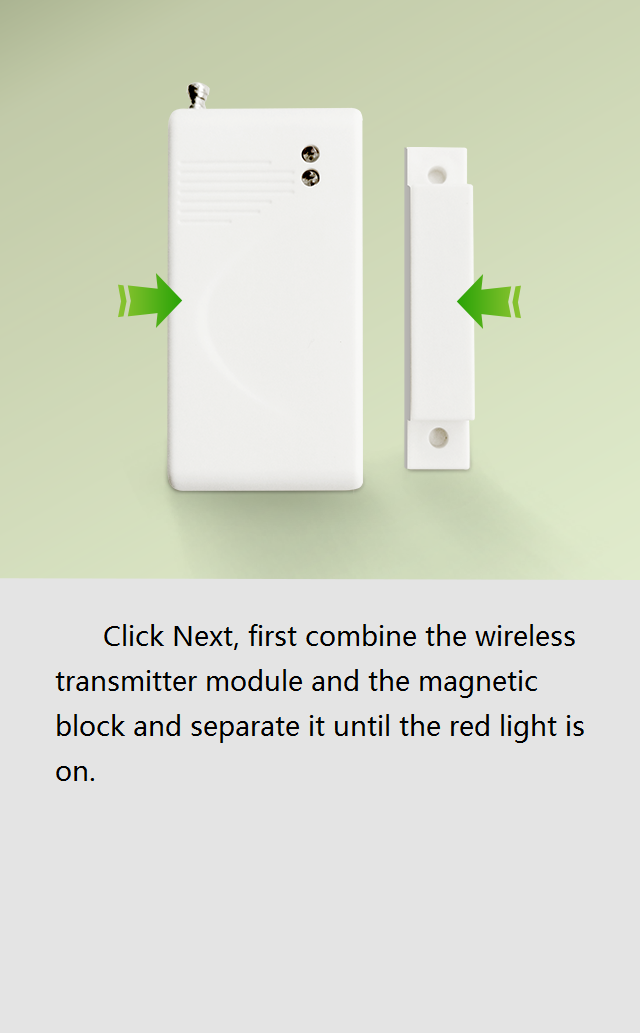 Click Next, first combine the wireless
transmitter module and the magnetic
block and separate it until the red light is
on.